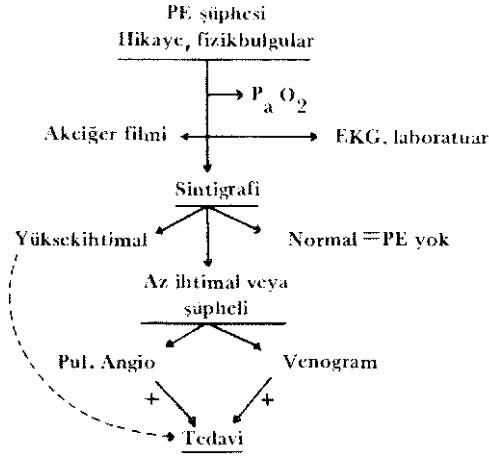 PE şüphesi
Hikaye, fizikbulgular
PaO2
Akciğer filmi EKG, laboratuar
Sintigrafi
Yüksekihtimal Normal=PE yok
Az ihtimal veya
şüpheli
Pul. Angio Venogram
+ +
Tedavi